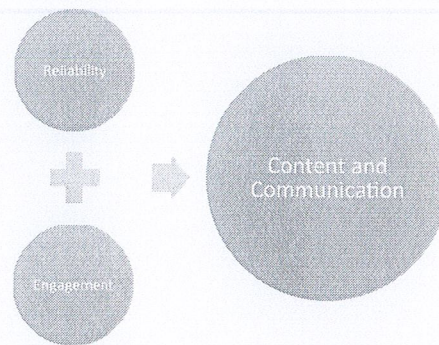 Reliability
Engagement
Content and
Communication